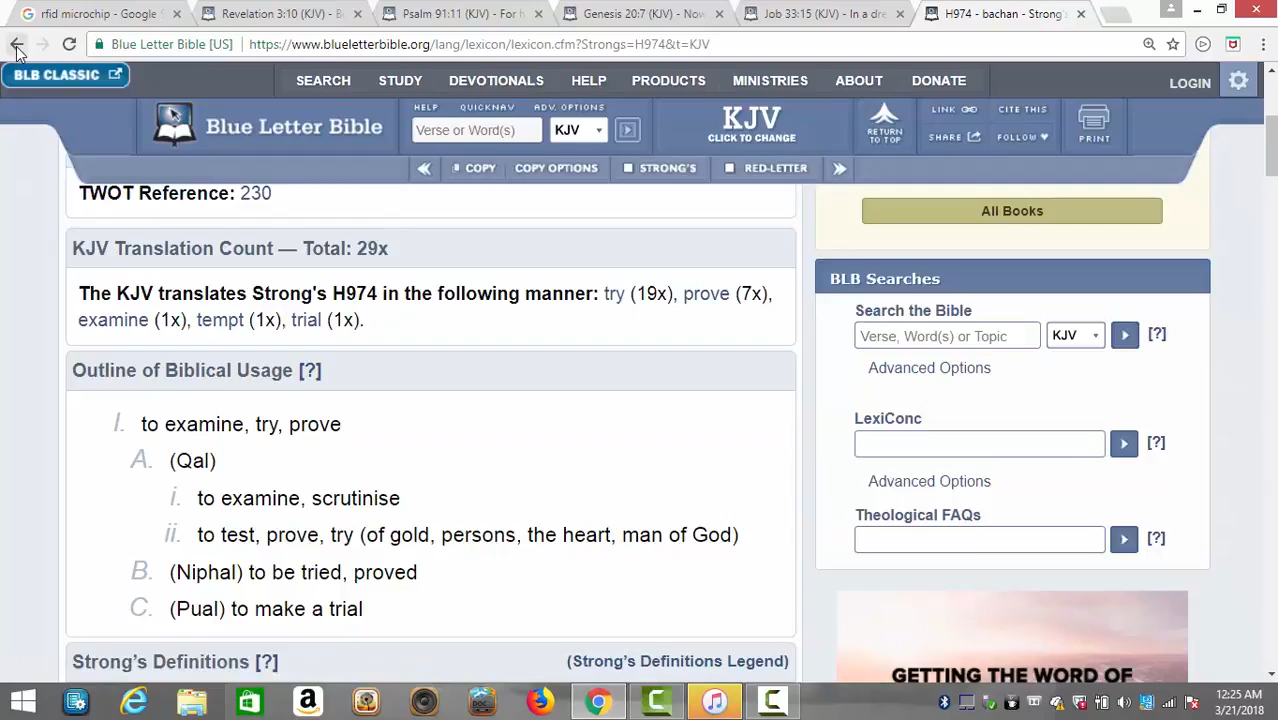 rfid microchip - Google S
Revelation 3:10 (KJV) - Be
Psalm 91:11 (KJV) - For h
Genesis 20:7 (KJV) - Now
Job 33:15 (KJV) - In a dre
H974 - bachan - Strong's
Blue Letter Bible [US]
https://www.blueletterbible.org/lang/lexicon/lexicon.cfm?Strongs=H974&t=KJV
BLB CLASSIC
SEARCH STUDY DEVOTIONALS HELP PRODUCTS MINISTRIES ABOUT DONATE
LOGIN
Blue Letter Bible
HELP QUICKNAV ADV. OPTIONS
Verse or Word(s)
KJV
KJV
CLICK TO CHANGE
RETURN
TO TOP
LINK CITE THIS
SHARE FOLLOW
PRINT
COPY COPY OPTIONS STRONG'S RED-LETTER
TWOT Reference: 230
KJV Translation Count — Total: 29x
The KJV translates Strong's H974 in the following manner: try (19x), prove (7x),
examine (1x), tempt (1x), trial (1x).
Outline of Biblical Usage [?]
I. to examine, try, prove
A. (Qal)
i. to examine, scrutinise
ii. to test, prove, try (of gold, persons, the heart, man of God)
B. (Niphal) to be tried, proved
C. (Pual) to make a trial
Strong's Definitions [?]
(Strong's Definitions Legend)
All Books
BLB Searches
Search the Bible
Verse, Word(s) or Topic
KJV
[?]
Advanced Options
LexiConc
[?]
Advanced Options
Theological FAQs
[?]
GETTING THE WORD OF
12:25 AM
3/21/2018